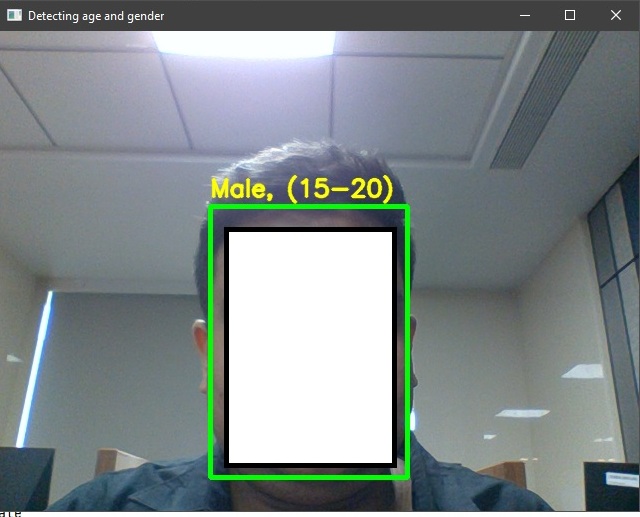 Detecting age and gender
Male, (15-20)